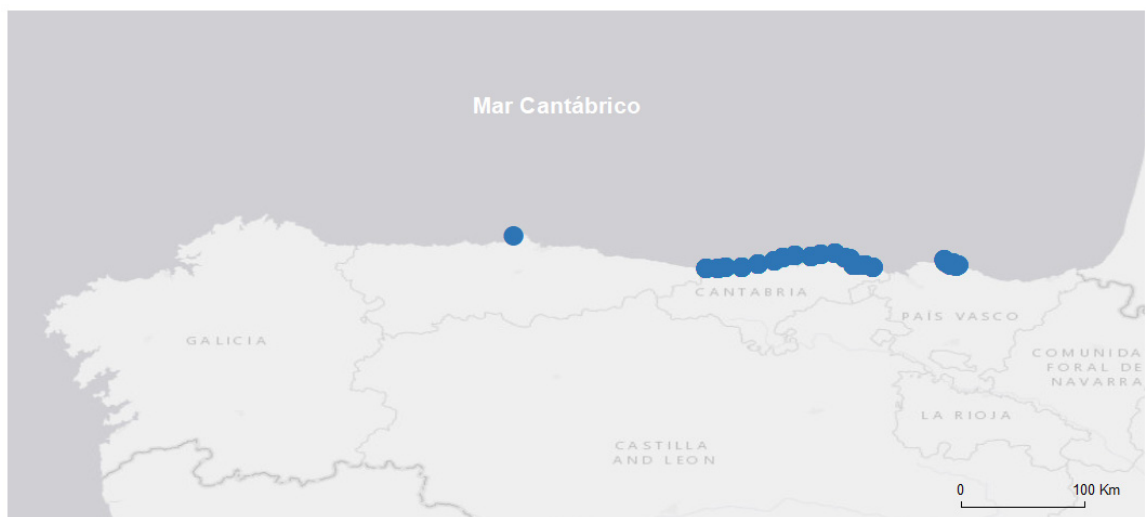 Mar Cantábrico
CANTABRIA
PAÍS VASCO
GALICIA
COMUNIDA
FORAL DE
NAVARRA
LA RIOJA
CASTILLA
AND LEON
0 100 Km